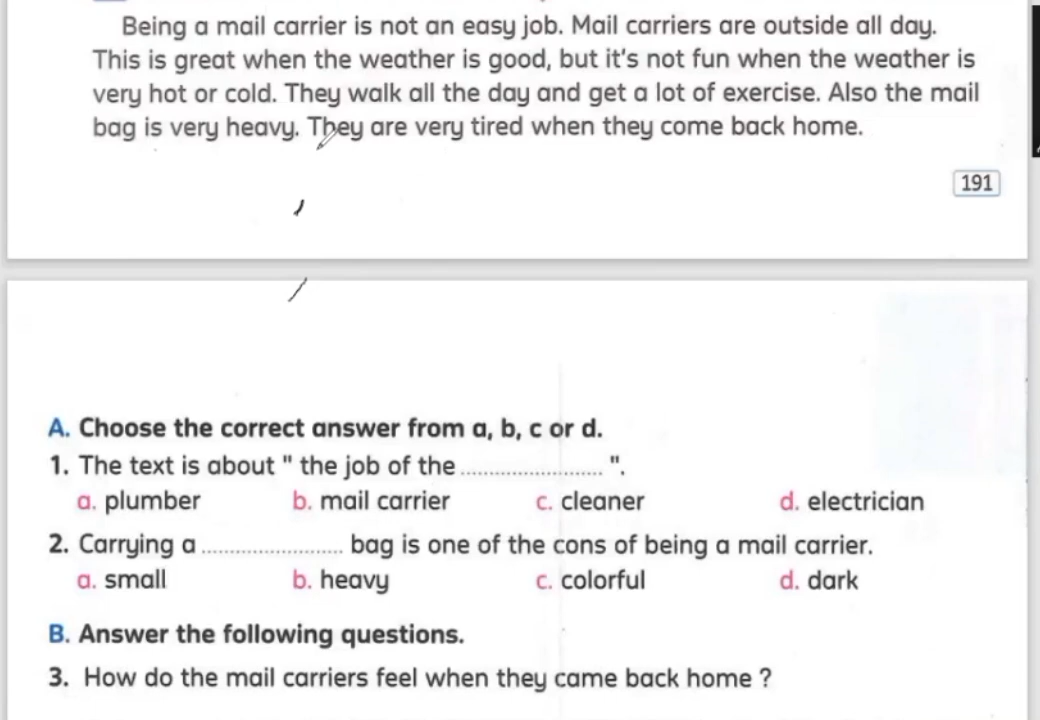 Being a mail carrier is not an easy job. Mail carriers are outside all day.
This is great when the weather is good, but it's not fun when the weather is
very hot or cold. They walk all the day and get a lot of exercise. Also the mail
bag is very heavy. They are very tired when they come back home.
191
A. Choose the correct answer from a, b, c or d.
1. The text is about " the job of the ........................ ".
a. plumber b. mail carrier c. cleaner d. electrician
2. Carrying a ........................ bag is one of the cons of being a mail carrier.
a. small b. heavy c. colorful d. dark
B. Answer the following questions.
3. How do the mail carriers feel when they came back home ?